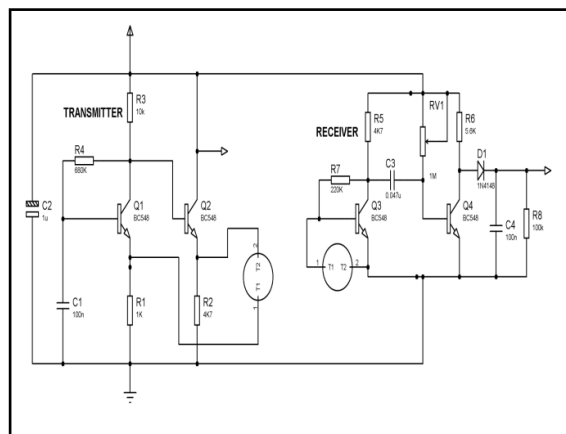 TRANSMITTER
R3
10k
R4
680K
C2
1u
Q1
BC548
Q2
BC548
C1
100n
R1
1K
R2
4K7
2
T2
T1
1
RECEIVER
R5
4K7
RV1
R6
5.6K
R7
220K
C3
0.047u
1M
D1
1N4148
Q3
BC548
Q4
BC548
C4
100n
R8
100k
1
T1
T2
2